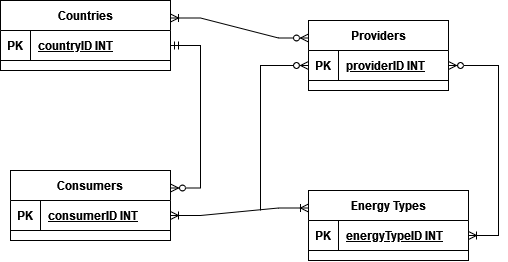 Countries
PK countryID INT
Providers
PK providerID INT
Consumers
PK consumerID INT
Energy Types
PK energyTypeID INT